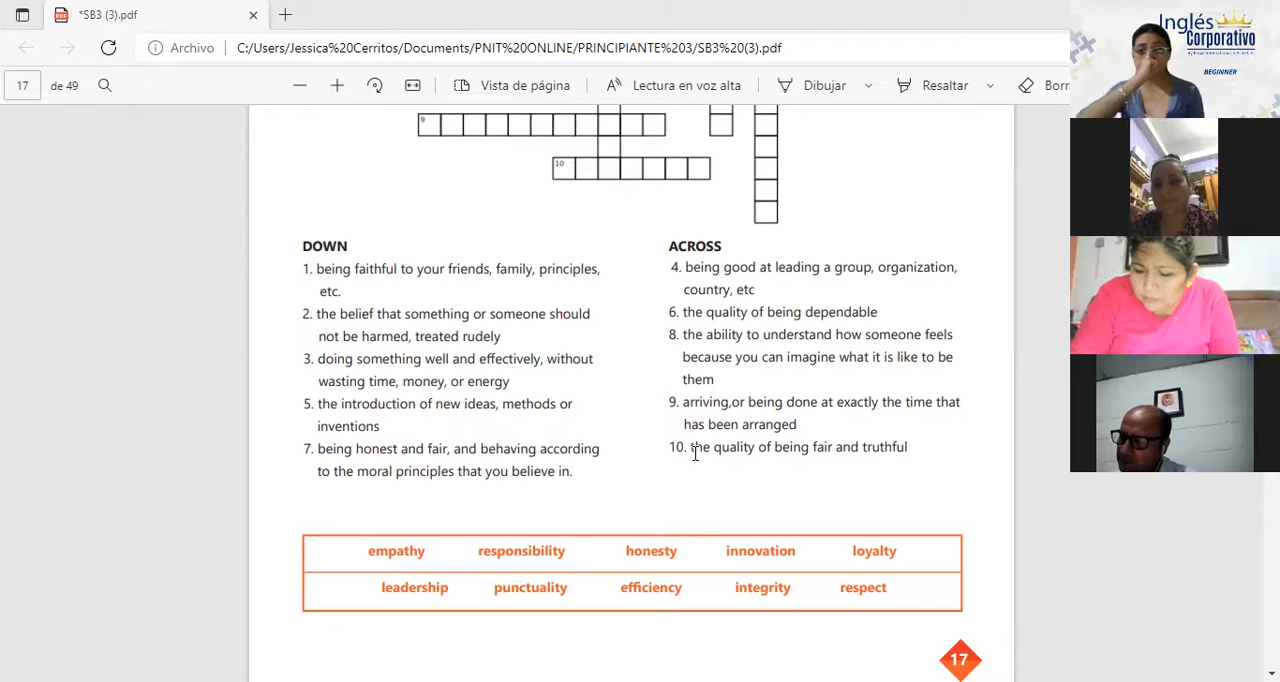 *SB3 (3).pdf
Archivo C:/Users/Jessica%20Cerritos/Documents/PNIT%20ONLINE/PRINCIPIANTE%203/SB3%20(3).pdf
17 de 49 Vista de página Lectura en voz alta Dibujar Resaltar Borr
9
10
DOWN
1. being faithful to your friends, family, principles,
etc.
2. the belief that something or someone should
not be harmed, treated rudely
3. doing something well and effectively, without
wasting time, money, or energy
5. the introduction of new ideas, methods or
inventions
7. being honest and fair, and behaving according
to the moral principles that you believe in.
ACROSS
4. being good at leading a group, organization,
country, etc
6. the quality of being dependable
8. the ability to understand how someone feels
because you can imagine what it is like to be
them
9. arriving,or being done at exactly the time that
has been arranged
10. the quality of being fair and truthful
empathy responsibility honesty innovation loyalty
leadership punctuality efficiency integrity respect
17
Inglés
Corporativo
BEGINNER